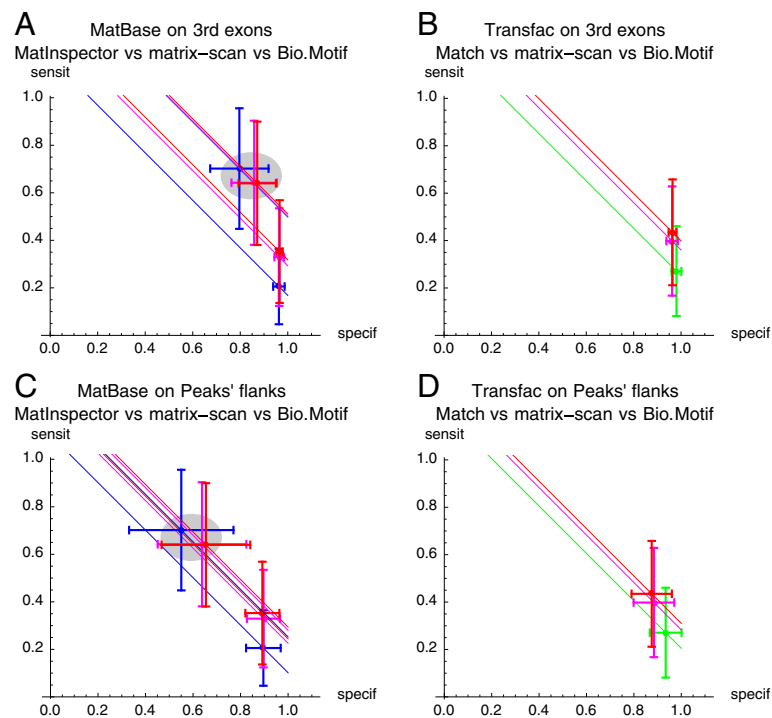 A
MatBase on 3rd exons
MatInspector vs matrix−scan vs Bio.Motif
sensit
1.0
0.8
0.6
0.4
0.2
0.0 0.2 0.4 0.6 0.8 1.0
specif
B
Transfac on 3rd exons
Match vs matrix−scan vs Bio.Motif
sensit
1.0
0.8
0.6
0.4
0.2
0.0 0.2 0.4 0.6 0.8 1.0
specif
C
MatBase on Peaks' flanks
MatInspector vs matrix−scan vs Bio.Motif
sensit
1.0
0.8
0.6
0.4
0.2
0.0 0.2 0.4 0.6 0.8 1.0
specif
D
Transfac on Peaks' flanks
Match vs matrix−scan vs Bio.Motif
sensit
1.0
0.8
0.6
0.4
0.2
0.0 0.2 0.4 0.6 0.8 1.0
specif